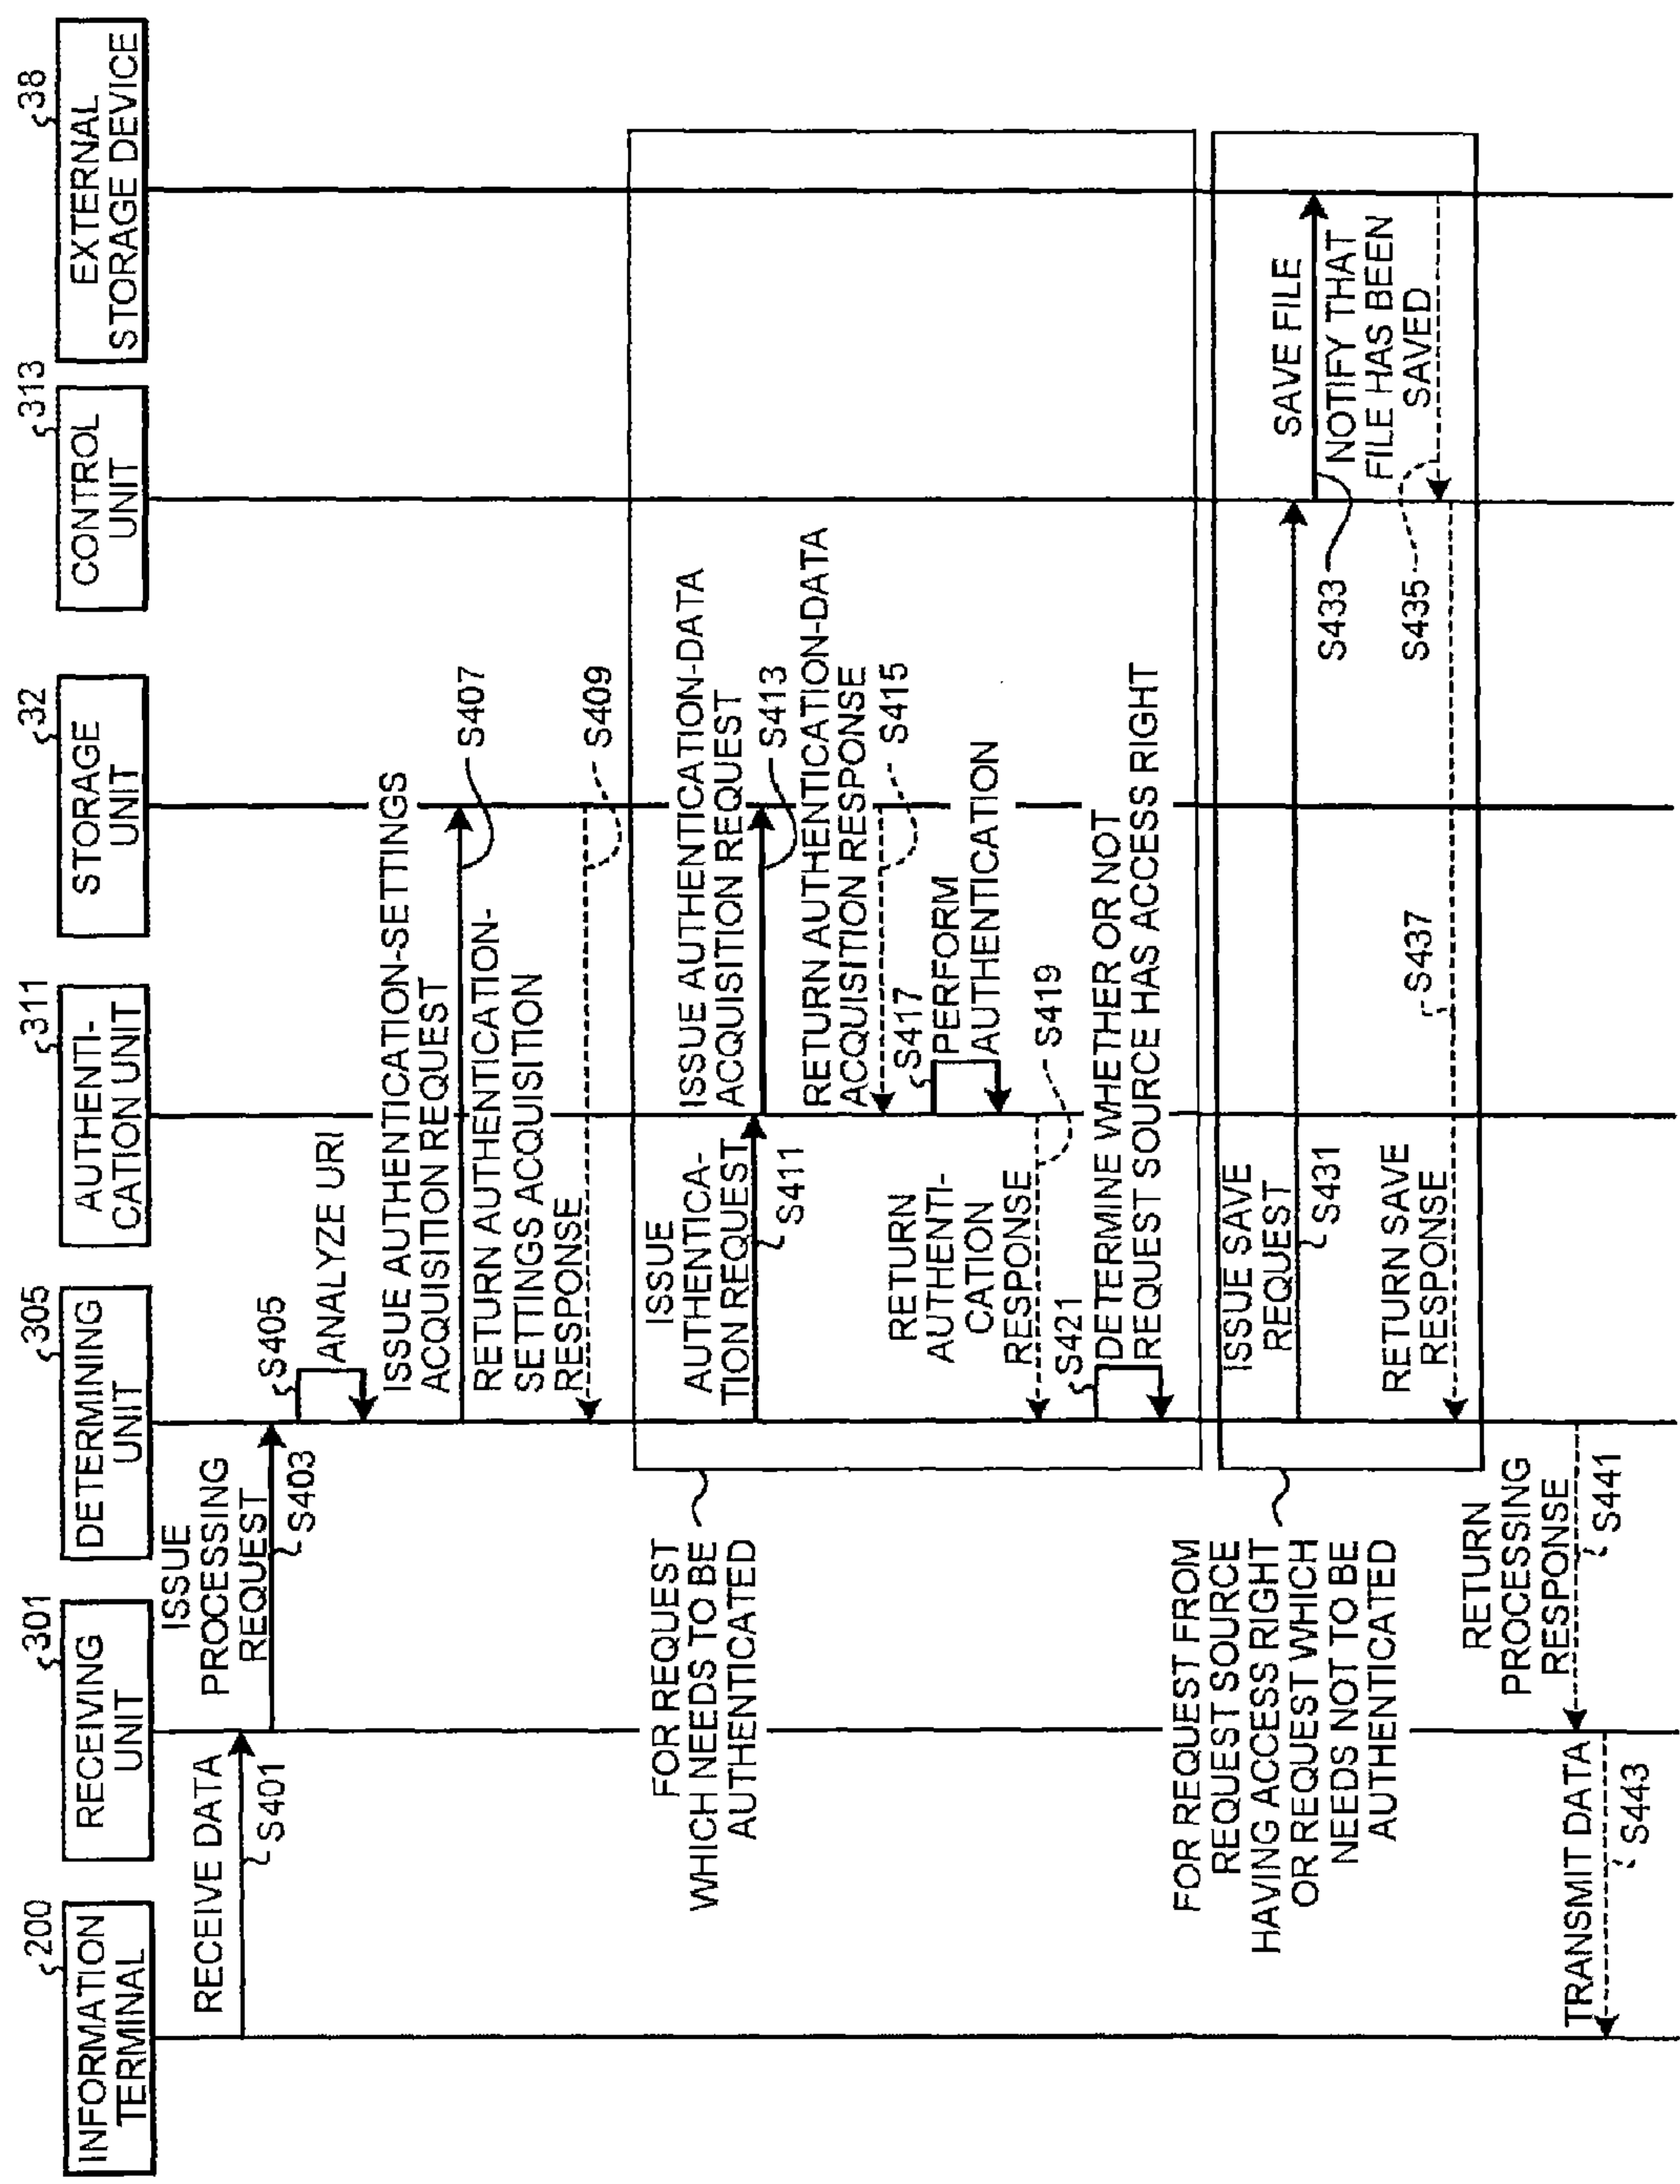 200
INFORMATION
TERMINAL
301
RECEIVING
UNIT
305
DETERMINING
UNIT
311
AUTHENTI-
CATION UNIT
32
STORAGE
UNIT
313
CONTROL
UNIT
38
EXTERNAL
STORAGE DEVICE
RECEIVE DATA
S401
ISSUE
PROCESSING
REQUEST
S403
S405
ANALYZE URI
ISSUE AUTHENTICATION-SETTINGS
ACQUISITION REQUEST
S407
RETURN AUTHENTICATION-
SETTINGS ACQUISITION
RESPONSE
S409
FOR REQUEST
WHICH NEEDS TO BE
AUTHENTICATED
ISSUE
AUTHENTICA-
TION REQUEST
S411
ISSUE AUTHENTICATION-DATA
ACQUISITION REQUEST
S413
RETURN AUTHENTICATION-DATA
ACQUISITION RESPONSE
S415
S417
PERFORM
AUTHENTICATION
RETURN
AUTHENTI-
CATION
RESPONSE
S419
S421
DETERMINE WHETHER OR NOT
REQUEST SOURCE HAS ACCESS RIGHT
FOR REQUEST FROM
REQUEST SOURCE
HAVING ACCESS RIGHT
OR REQUEST WHICH
NEEDS NOT TO BE
AUTHENTICATED
ISSUE SAVE
REQUEST
S431
SAVE FILE
S433
NOTIFY THAT
FILE HAS BEEN
SAVED
S435
RETURN SAVE
RESPONSE
S437
RETURN
PROCESSING
RESPONSE
S441
TRANSMIT DATA
S443